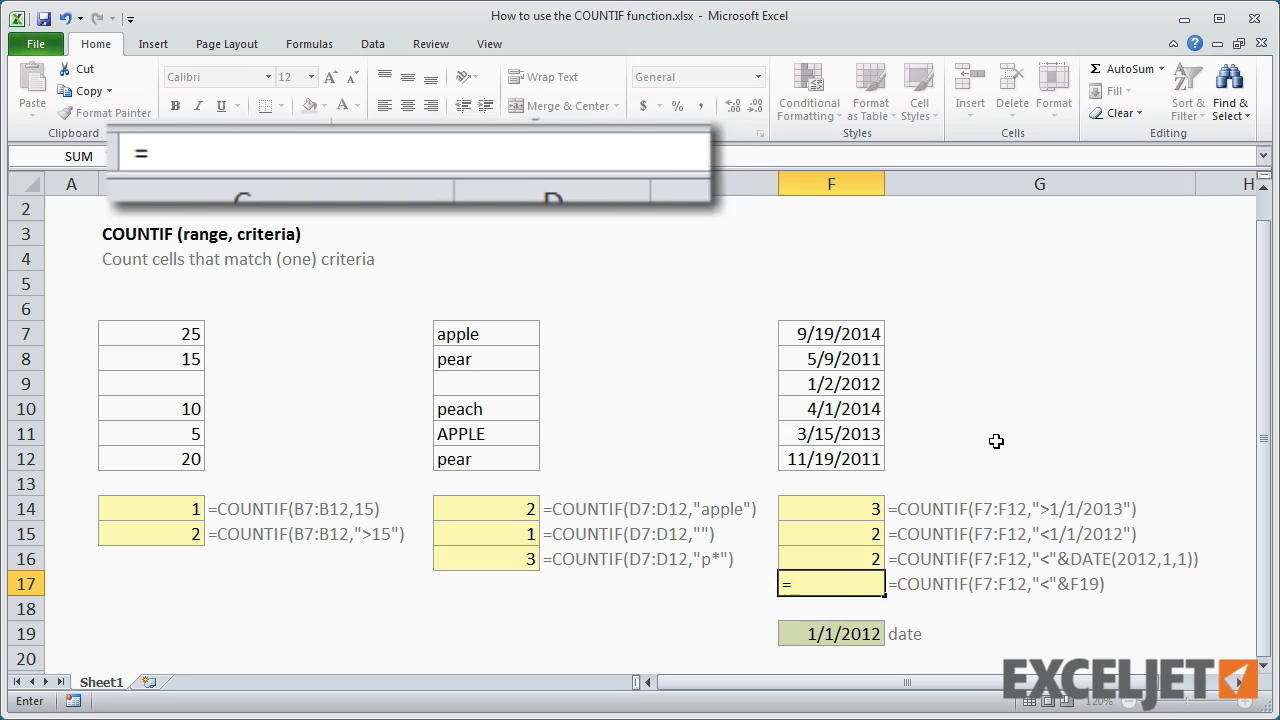 How to use the COUNTIF function.xlsx - Microsoft Excel
File Home Insert Page Layout Formulas Data Review View
Paste
Cut
Copy
Format Painter
Clipboard
Calibri 12
B I U
Wrap Text
Merge & Center
General
$ % ,
Conditional Formatting
Format as Table
Cell Styles
Styles
Insert Delete Format
Cells
AutoSum
Fill
Clear
Sort & Filter
Find & Select
Editing
SUM
=
C D
A F G H
2
3 COUNTIF (range, criteria)
4 Count cells that match (one) criteria
5
6
7 25 apple 9/19/2014
8 15 pear 5/9/2011
9 1/2/2012
10 10 peach 4/1/2014
11 5 APPLE 3/15/2013
12 20 pear 11/19/2011
13
14 1 =COUNTIF(B7:B12,15) 2 =COUNTIF(D7:D12,"apple") 3 =COUNTIF(F7:F12,">1/1/2013")
15 2 =COUNTIF(B7:B12,">15") 1 =COUNTIF(D7:D12,"") 2 =COUNTIF(F7:F12,"<1/1/2012")
16 3 =COUNTIF(D7:D12,"p*") 2 =COUNTIF(F7:F12,"<"&DATE(2012,1,1))
17 = =COUNTIF(F7:F12,"<"&F19)
18
19 1/1/2012 date
20
Sheet1
EXCELJET
Enter
120%